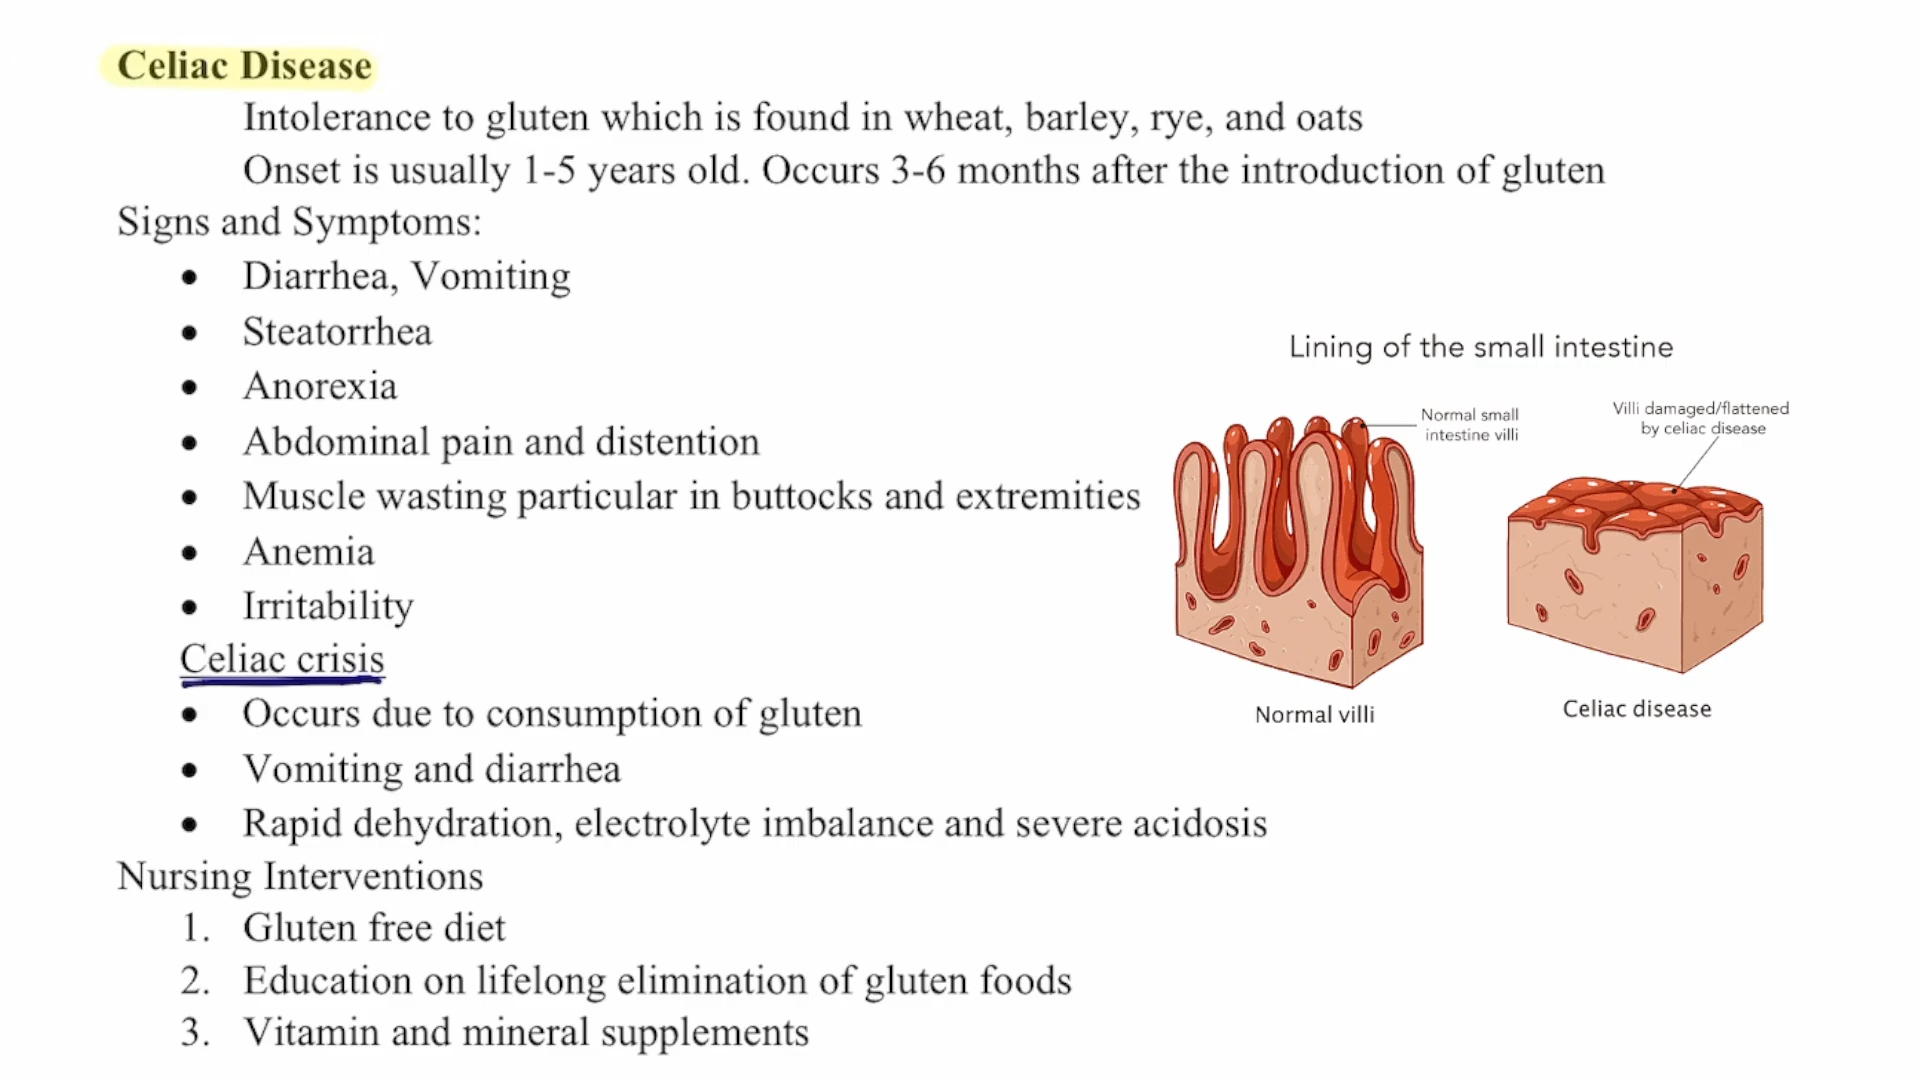 Celiac Disease
Intolerance to gluten which is found in wheat, barley, rye, and oats
Onset is usually 1-5 years old. Occurs 3-6 months after the introduction of gluten
Signs and Symptoms:
• Diarrhea, Vomiting
• Steatorrhea
• Anorexia
• Abdominal pain and distention
• Muscle wasting particular in buttocks and extremities
• Anemia
• Irritability
Celiac crisis
• Occurs due to consumption of gluten
• Vomiting and diarrhea
• Rapid dehydration, electrolyte imbalance and severe acidosis
Nursing Interventions
1. Gluten free diet
2. Education on lifelong elimination of gluten foods
3. Vitamin and mineral supplements
Lining of the small intestine
Normal small
intestine villi
Villi damaged/flattened
by celiac disease
Normal villi
Celiac disease